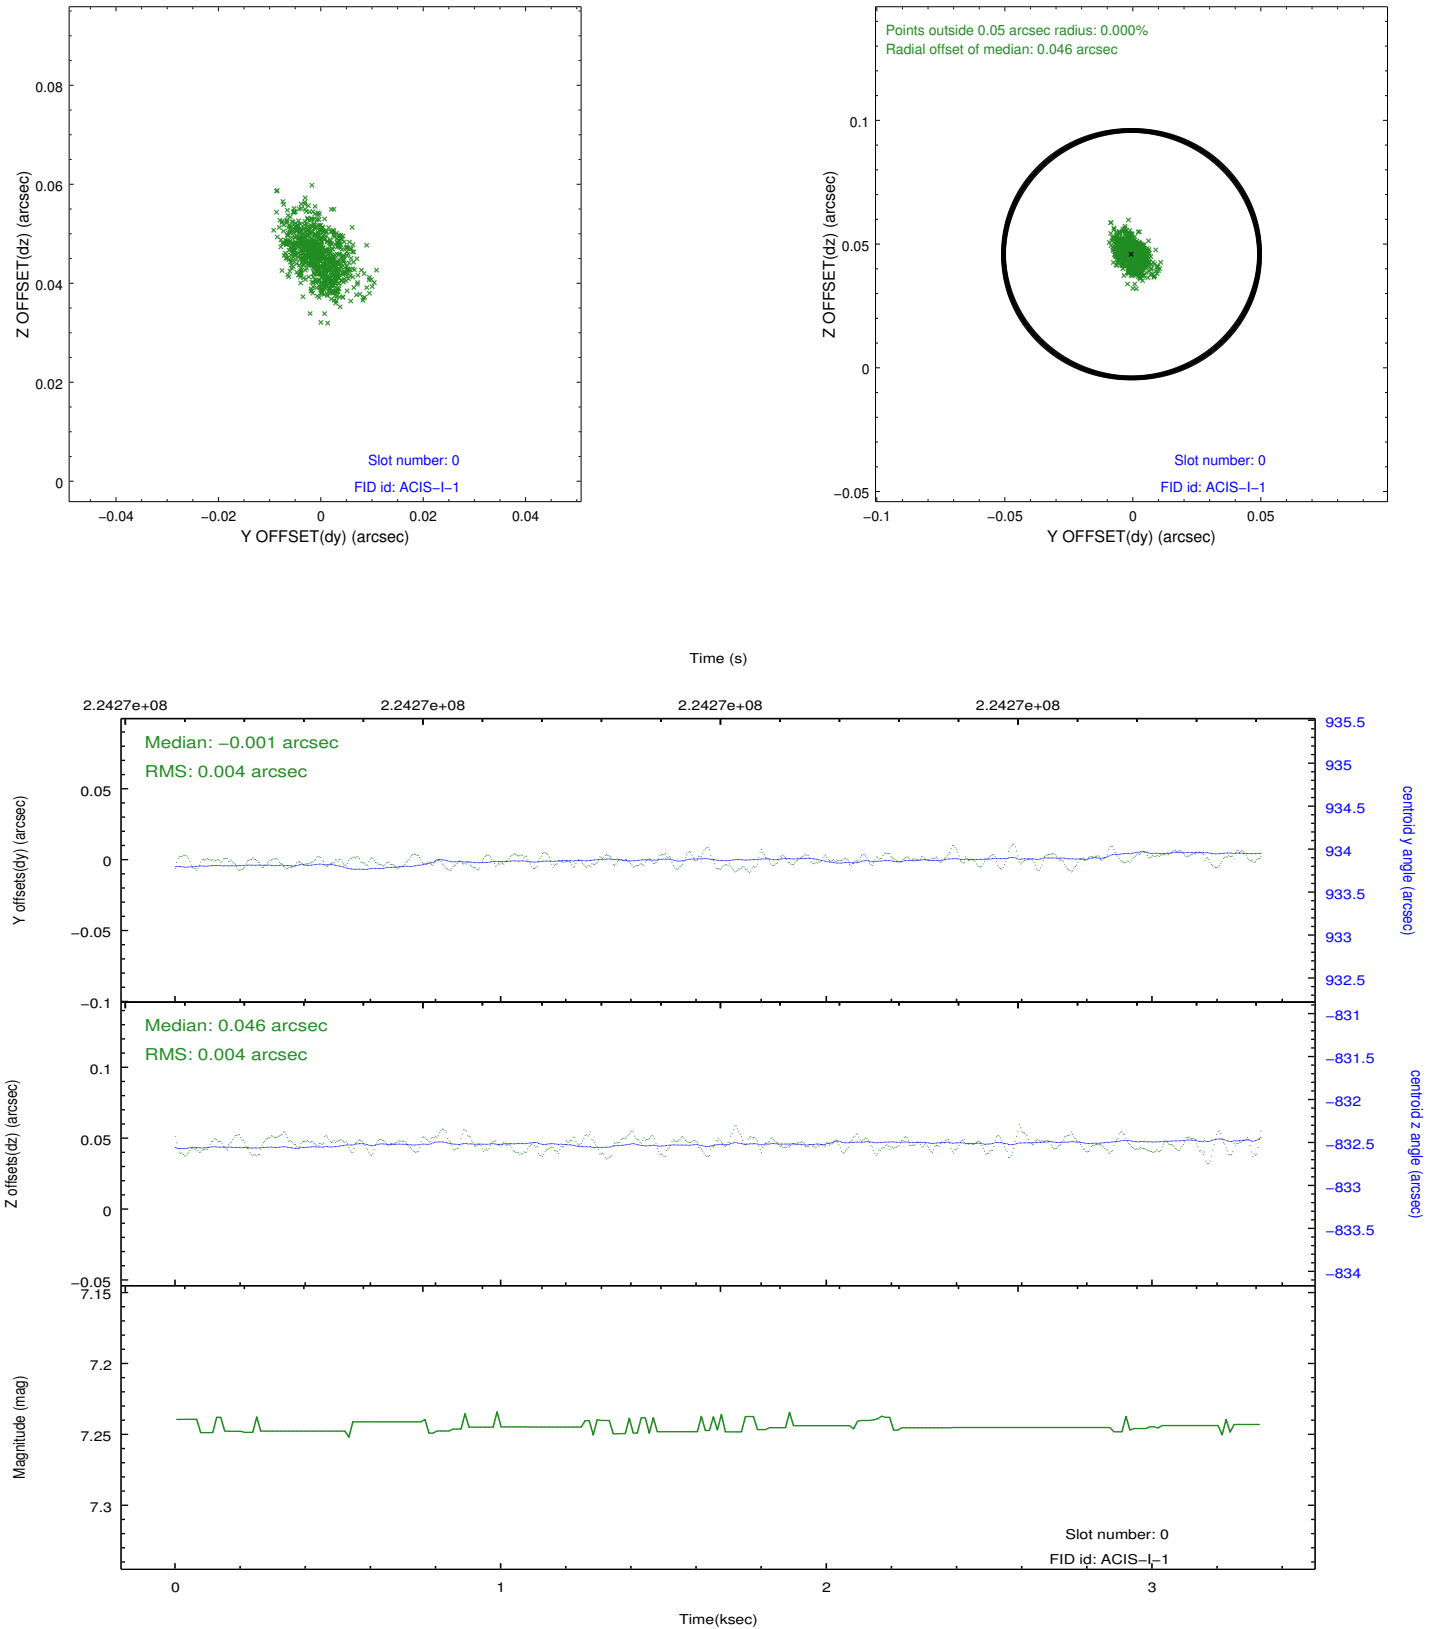 0.08
0.06
0.04
0.02
0
Z OFFSET(dz) (arcsec)
Slot number: 0
FID id: ACIS−I−1
−0.04
−0.02
0
0.02
0.04
Y OFFSET(dy) (arcsec)
Points outside 0.05 arcsec radius: 0.000%
Radial offset of median: 0.046 arcsec
0.1
0.05
0
−0.05
Z OFFSET(dz) (arcsec)
Slot number: 0
FID id: ACIS−I−1
−0.1
−0.05
0
0.05
Y OFFSET(dy) (arcsec)
Time (s)
2.2427e+08
2.2427e+08
2.2427e+08
2.2427e+08
Median: −0.001 arcsec
RMS: 0.004 arcsec
0.05
0
−0.05
−0.1
Y offsets(dy) (arcsec)
935.5
935
934.5
934
933.5
933
932.5
centroid y angle (arcsec)
Median: 0.046 arcsec
RMS: 0.004 arcsec
0.1
0.05
0
−0.05
Z offsets(dz) (arcsec)
−831
−831.5
−832
−832.5
−833
−833.5
−834
centroid z angle (arcsec)
7.15
7.2
7.25
7.3
Magnitude (mag)
Slot number: 0
FID id: ACIS−I−1
0
1
2
3
Time(ksec)